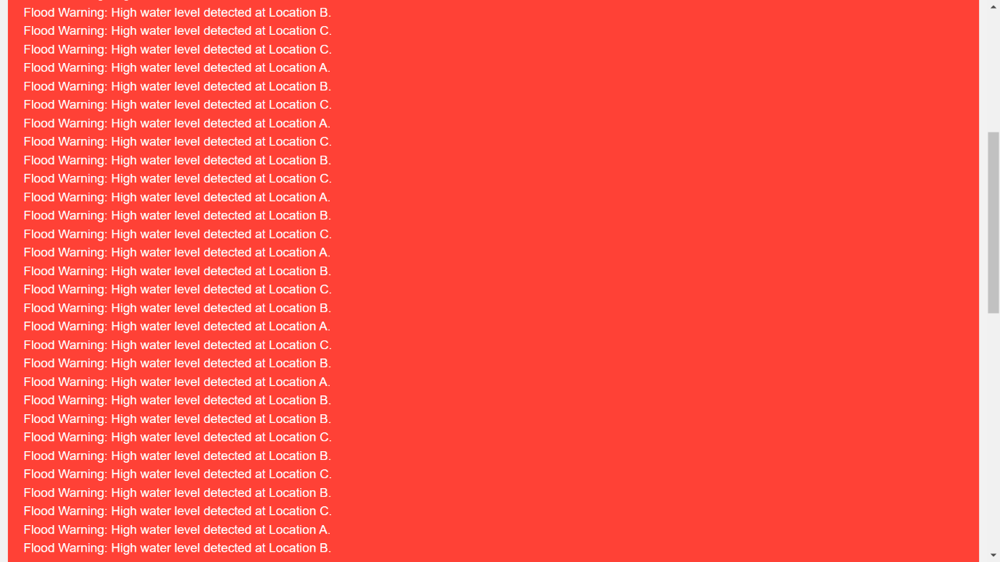 Flood Warning: High water level detected at Location B.
Flood Warning: High water level detected at Location C.
Flood Warning: High water level detected at Location C.
Flood Warning: High water level detected at Location A.
Flood Warning: High water level detected at Location B.
Flood Warning: High water level detected at Location C.
Flood Warning: High water level detected at Location A.
Flood Warning: High water level detected at Location C.
Flood Warning: High water level detected at Location B.
Flood Warning: High water level detected at Location C.
Flood Warning: High water level detected at Location A.
Flood Warning: High water level detected at Location B.
Flood Warning: High water level detected at Location C.
Flood Warning: High water level detected at Location A.
Flood Warning: High water level detected at Location B.
Flood Warning: High water level detected at Location C.
Flood Warning: High water level detected at Location B.
Flood Warning: High water level detected at Location A.
Flood Warning: High water level detected at Location C.
Flood Warning: High water level detected at Location B.
Flood Warning: High water level detected at Location A.
Flood Warning: High water level detected at Location B.
Flood Warning: High water level detected at Location B.
Flood Warning: High water level detected at Location C.
Flood Warning: High water level detected at Location B.
Flood Warning: High water level detected at Location C.
Flood Warning: High water level detected at Location B.
Flood Warning: High water level detected at Location C.
Flood Warning: High water level detected at Location A.
Flood Warning: High water level detected at Location B.